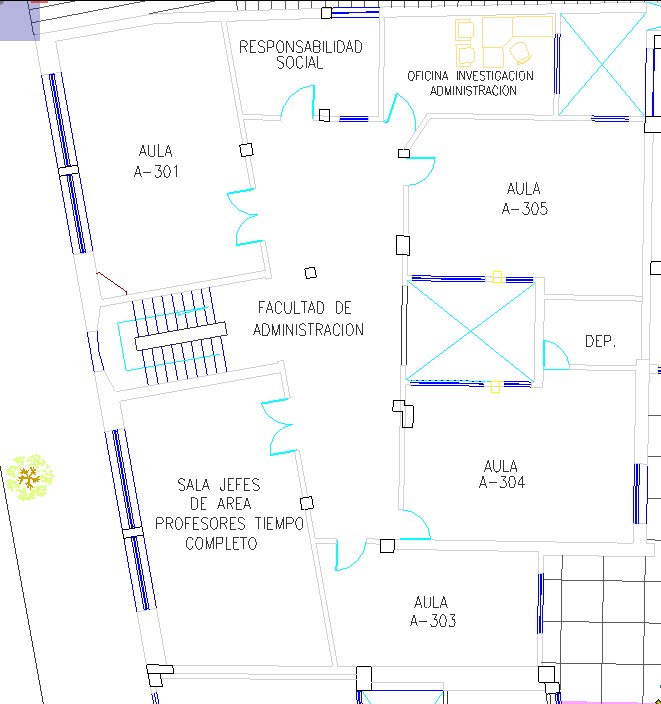 RESPONSABILIDAD
SOCIAL
OFICINA INVESTIGACION
ADMINISTRACIÓN
AULA
A-301
AULA
A-305
FACULTAD DE
ADMINISTRACION
DEP.
AULA
A-304
SALA JEFES
DE AREA
PROFESORES TIEMPO
COMPLETO
AULA
A-303